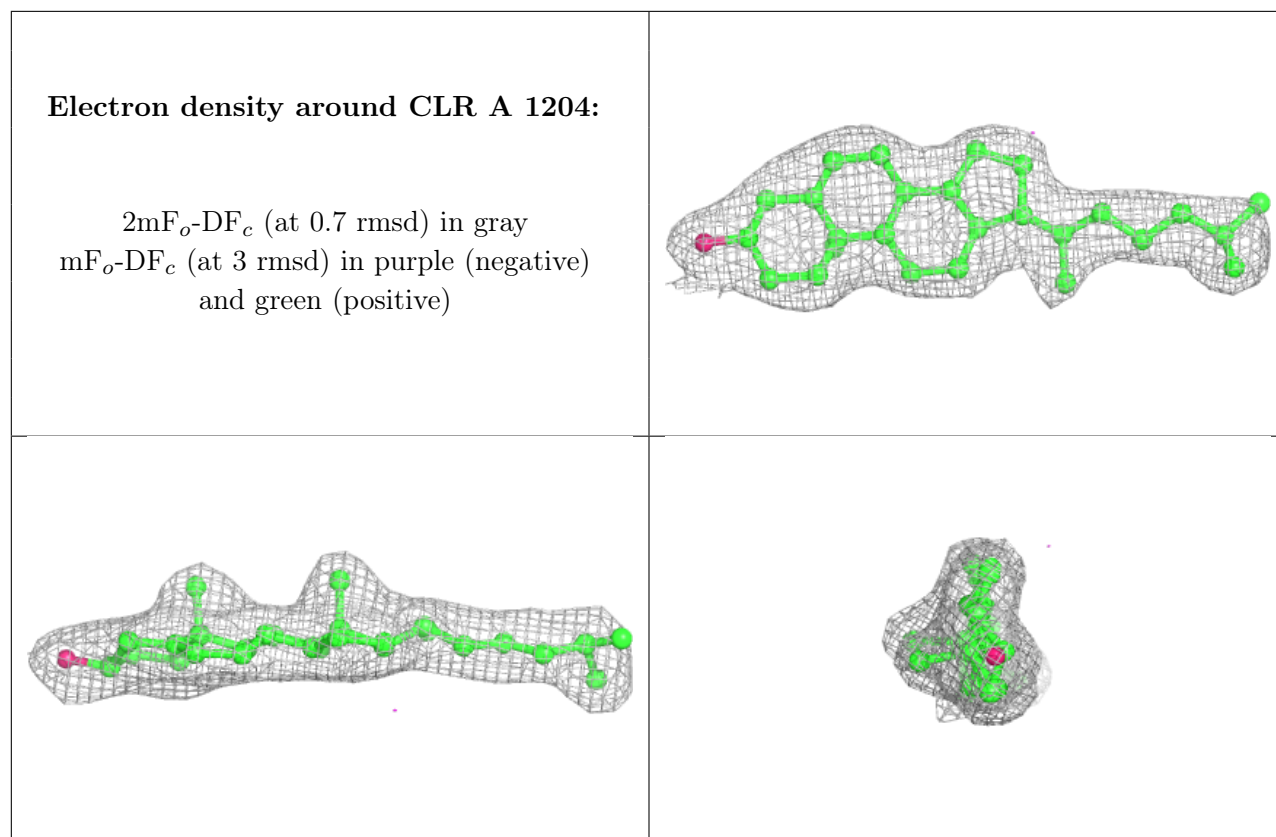 Electron density around CLR A 1204:
2mFₒ-DF𝒸 (at 0.7 rmsd) in gray
mFₒ-DF𝒸 (at 3 rmsd) in purple (negative)
and green (positive)